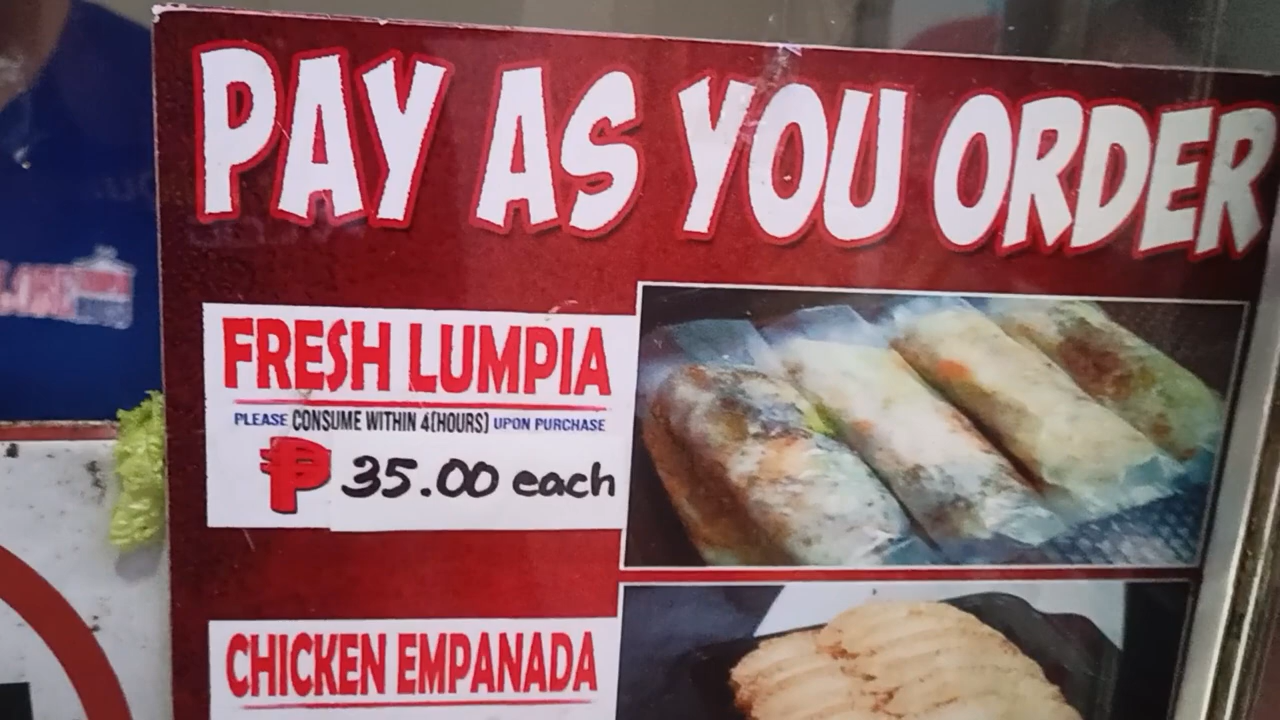 PAY AS YOU ORDER
FRESH LUMPIA
PLEASE CONSUME WITHIN 4(HOURS) UPON PURCHASE
₱ 35.00 each
CHICKEN EMPANADA